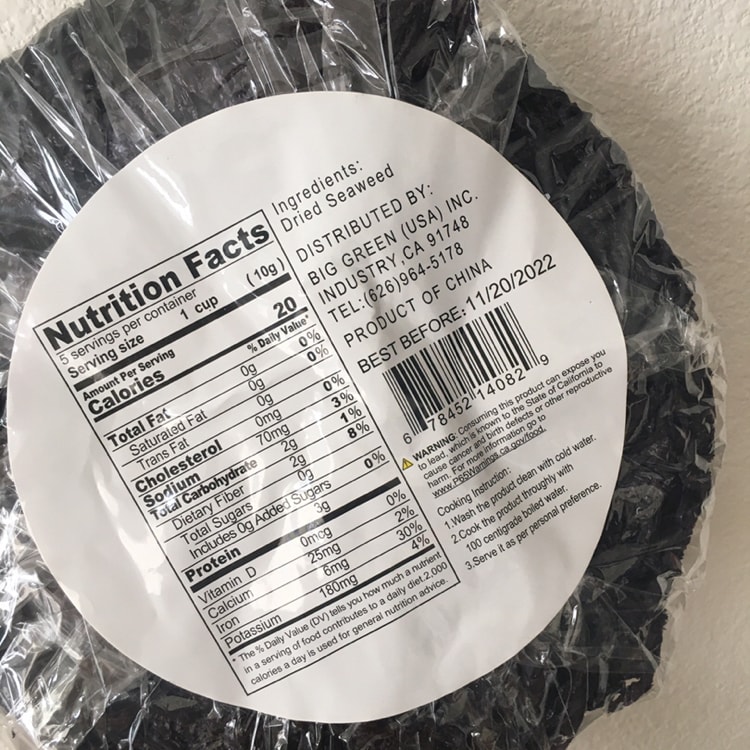 Nutrition Facts
5 servings per container
Serving size 1 cup (10g)
Amount Per Serving
Calories 20
% Daily Value*
Total Fat 0g 0%
Saturated Fat 0g 0%
Trans Fat 0g
Cholesterol 0mg 0%
Sodium 70mg 3%
Total Carbohydrate 2g 1%
Dietary Fiber 2g 8%
Total Sugars 0g
Includes 0g Added Sugars 0%
Protein 3g
Vitamin D 0mcg 0%
Calcium 25mg 2%
Iron 6mg 30%
Potassium 180mg 4%
* The % Daily Value (DV) tells you how much a nutrient
in a serving of food contributes to a daily diet.2,000
calories a day is used for general nutrition advice.
Ingredients:
Dried Seaweed
DISTRIBUTED BY:
BIG GREEN (USA) INC.
INDUSTRY,CA 91748
TEL:(626)964-5178
PRODUCT OF CHINA
BEST BEFORE:11/20/2022
6 78452 14082 9
WARNING: Consuming this product can expose you
to lead, which is known to the State of California to
cause cancer and birth defects or other reproductive
harm. For more information go to
www.P65Warnings.ca.gov/food.
Cooking Instruction:
1.Wash the product clean with cold water.
2.Cook the product throughly with
100 centigrade boiled water.
3.Serve it as per personal preference.